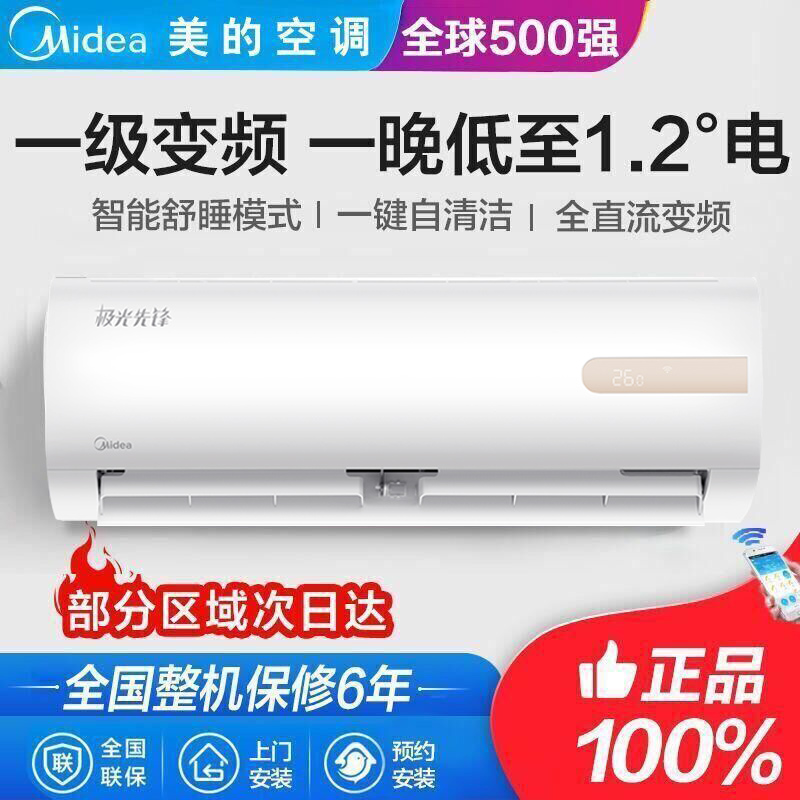 Midea 美的空调 全球500强
一级变频 一晚低至1.2°电
智能舒睡模式 | 一键自清洁 | 全直流变频
极光先锋
26
Midea
部分区域次日达
全国整机保修6年
正品
100%
联 全国联保
上门安装
预约安装